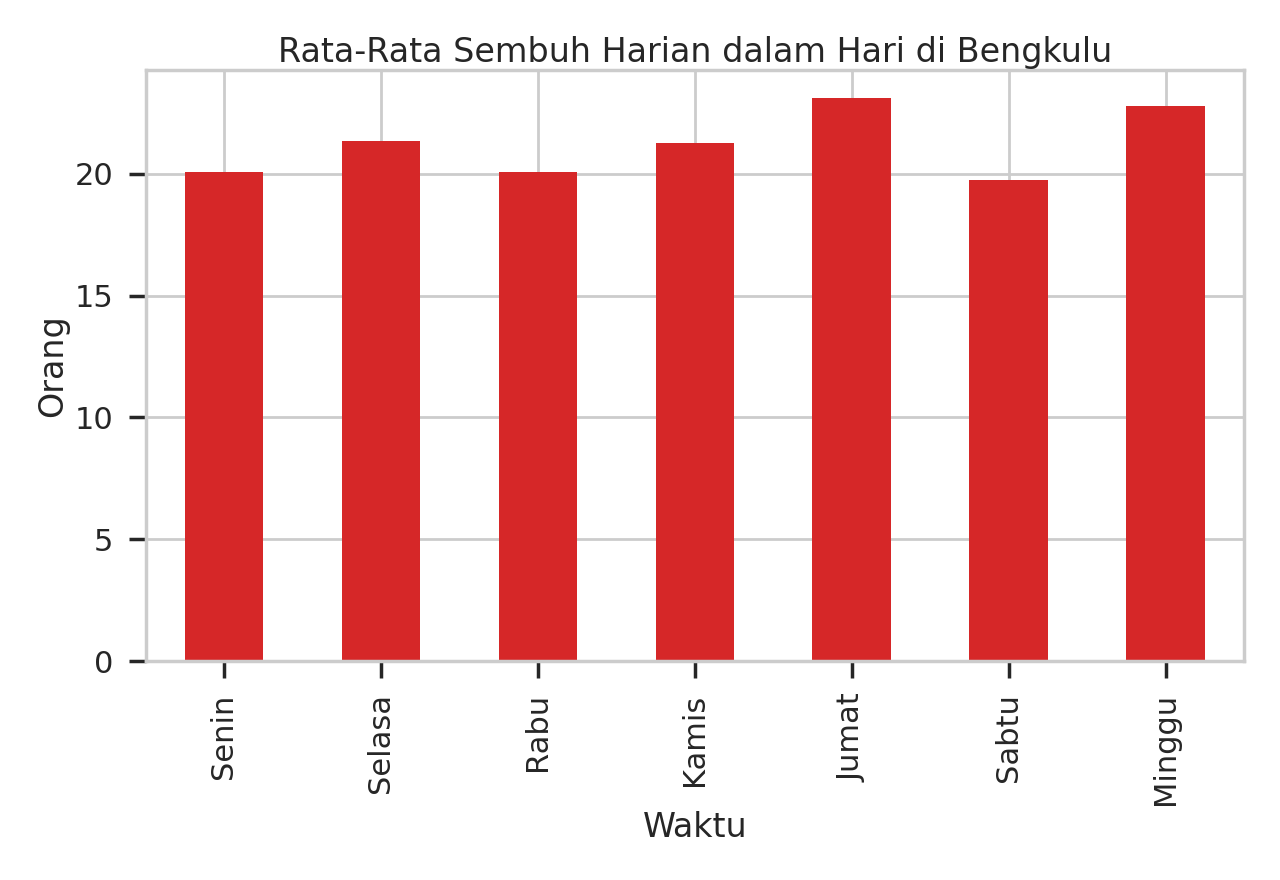 Rata-Rata Sembuh Harian dalam Hari di Bengkulu
Orang
20
15
10
5
0
Senin
Selasa
Rabu
Kamis
Jumat
Sabtu
Minggu
Waktu